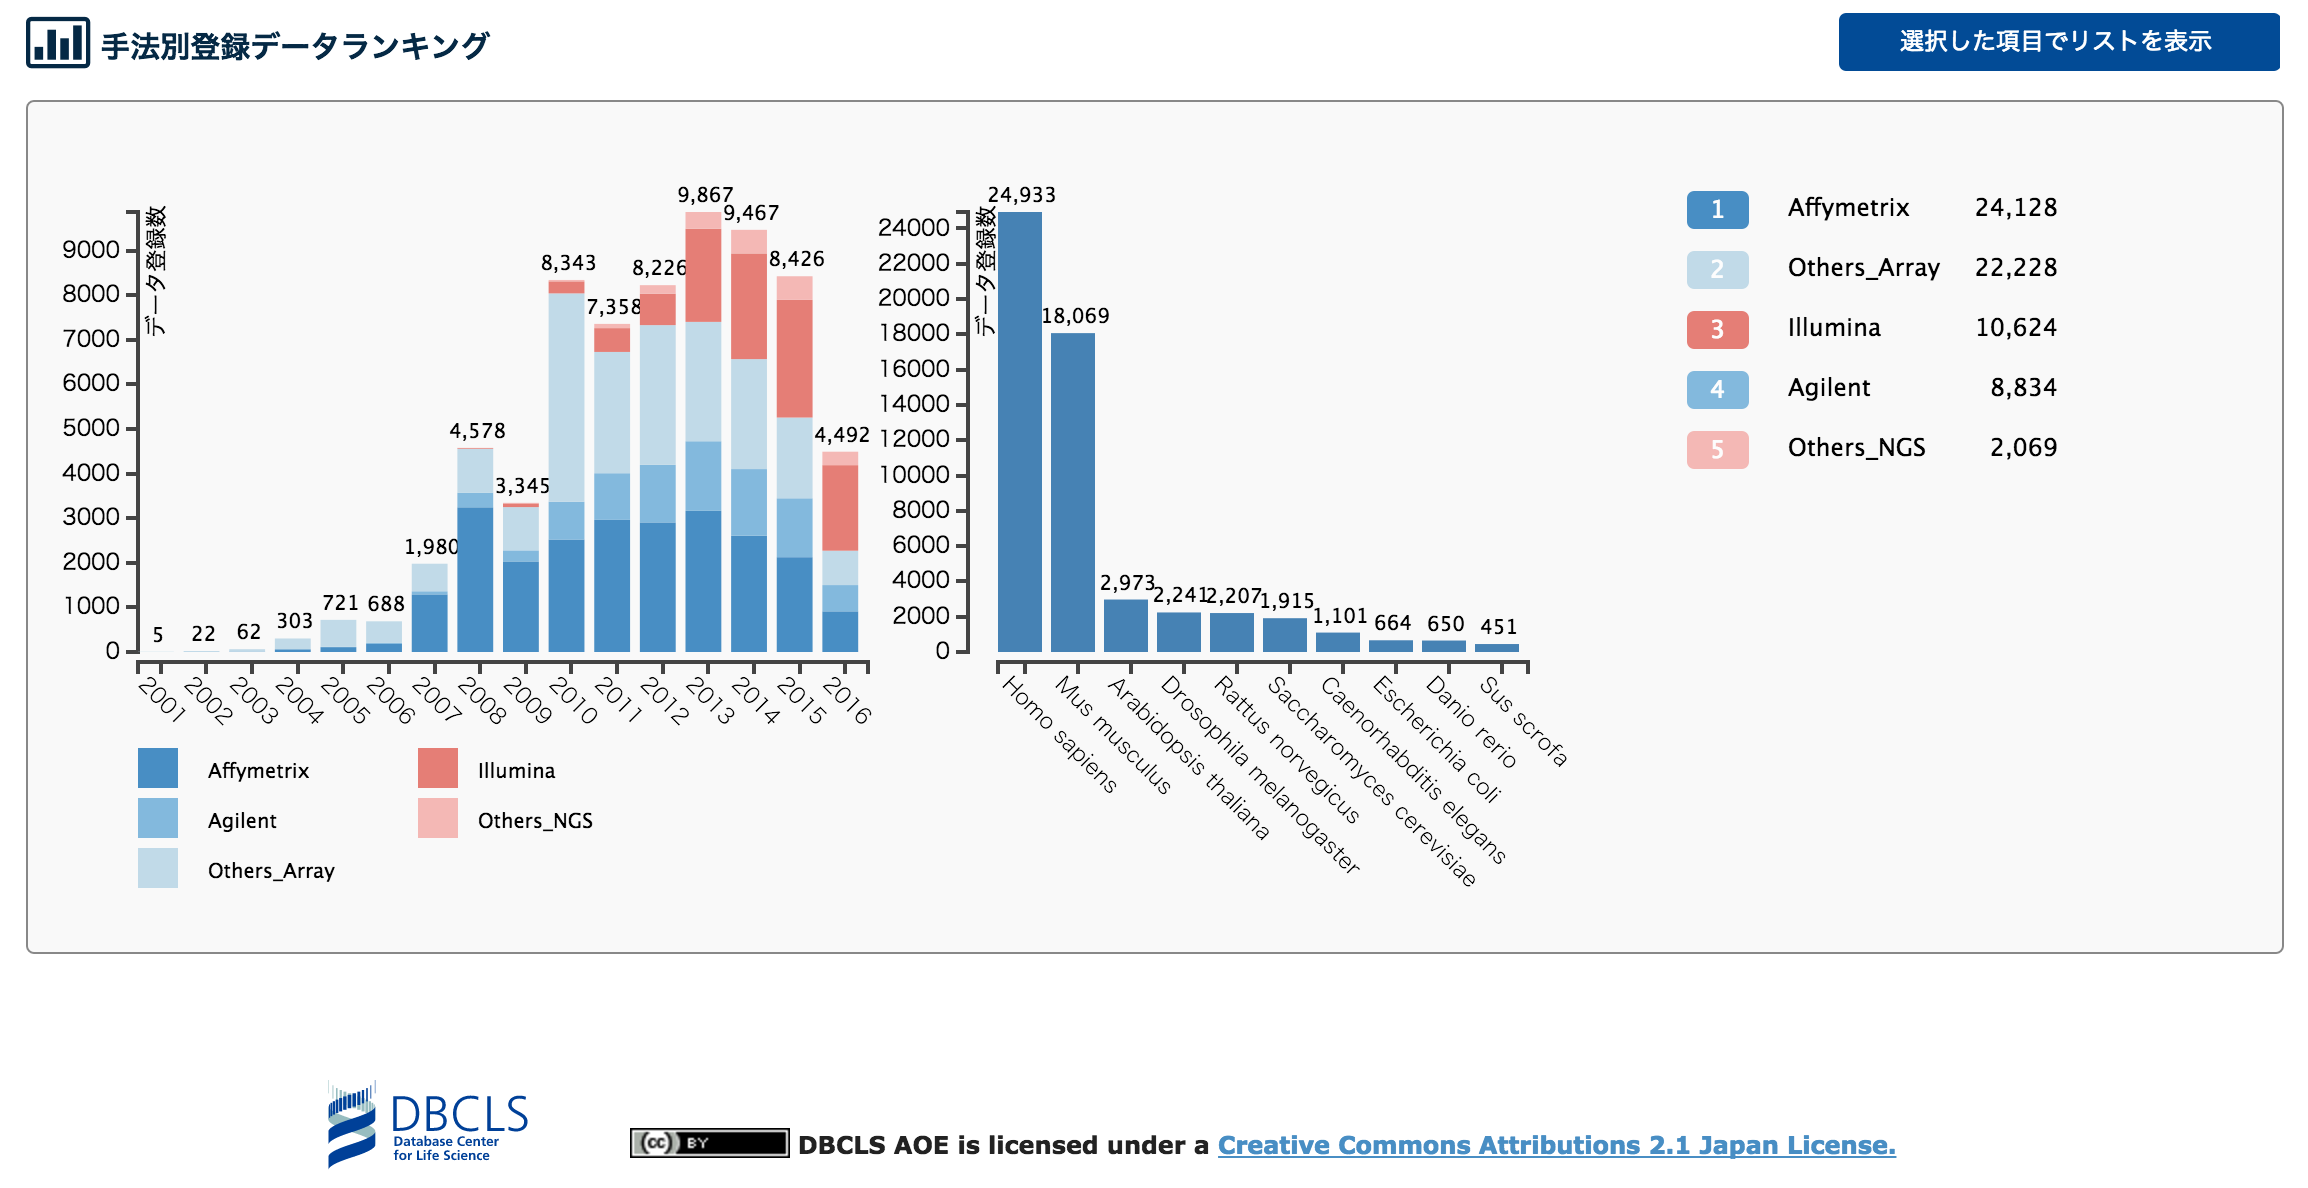 手法別登録データランキング
選択した項目でリストを表示
データ登録数
9000
8000
7000
6000
5000
4000
3000
2000
1000
0
5
22
62
303
721
688
1,980
4,578
3,345
8,343
7,358
8,226
9,867
9,467
8,426
4,492
2001
2002
2003
2004
2005
2006
2007
2008
2009
2010
2011
2012
2013
2014
2015
2016
Affymetrix
Agilent
Others_Array
Illumina
Others_NGS
データ登録数
24000
22000
20000
18000
16000
14000
12000
10000
8000
6000
4000
2000
0
24,933
18,069
2,973
2,241
2,207
1,915
1,101
664
650
451
Homo sapiens
Mus musculus
Arabidopsis thaliana
Drosophila melanogaster
Rattus norvegicus
Saccharomyces cerevisiae
Caenorhabditis elegans
Escherichia coli
Danio rerio
Sus scrofa
1 Affymetrix 24,128
2 Others_Array 22,228
3 Illumina 10,624
4 Agilent 8,834
5 Others_NGS 2,069
DBCLS
Database Center
for Life Science
cc BY
DBCLS AOE is licensed under a Creative Commons Attributions 2.1 Japan License.